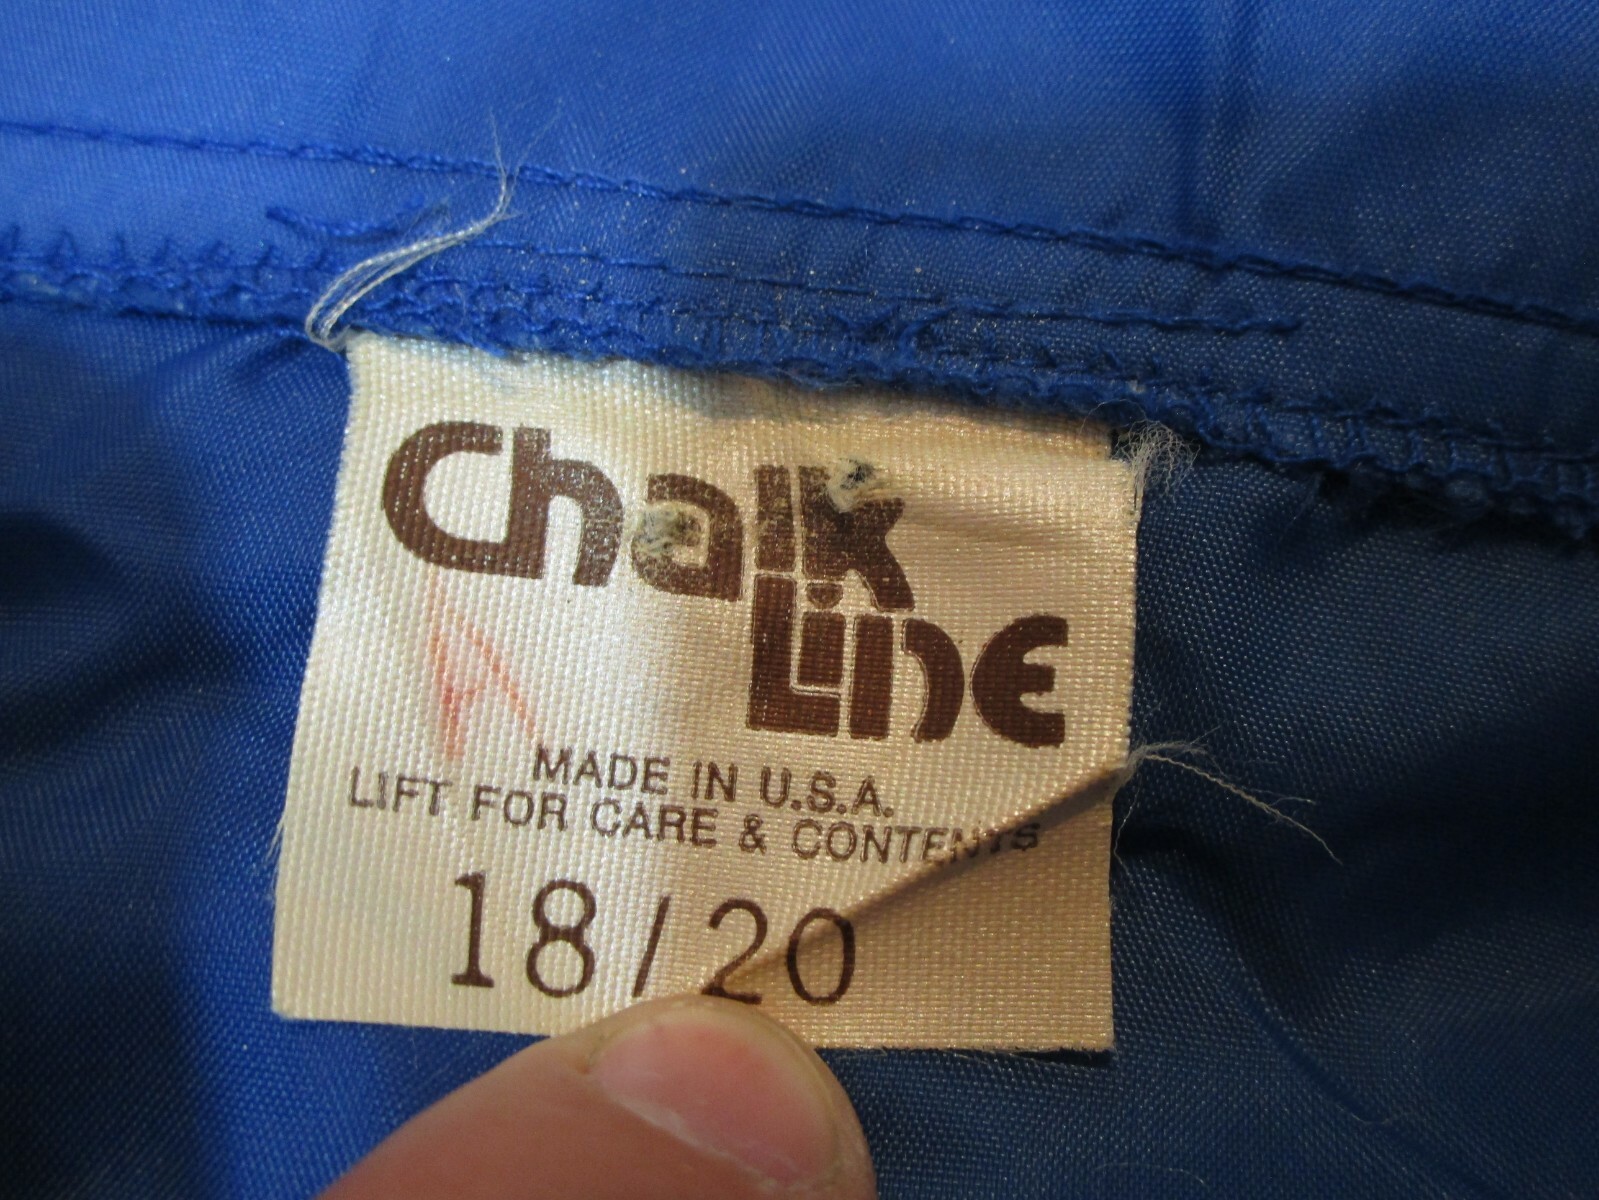 Chalk
Line
A
MADE IN U.S.A.
LIFT FOR CARE & CONTENTS
18/20